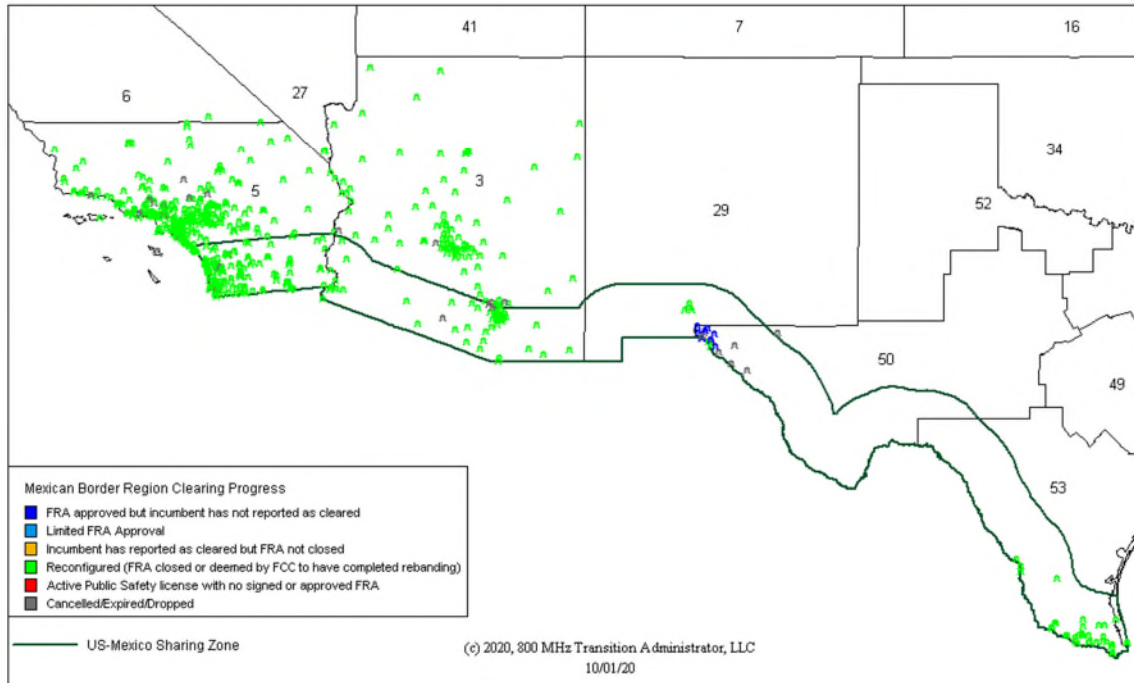 41
7
16
6
27
34
3
5
29
52
50
49
53
Mexican Border Region Clearing Progress
FRA approved but incumbent has not reported as cleared
Limited FRA Approval
Incumbent has reported as cleared but FRA not closed
Reconfigured (FRA closed or deemed by FCC to have completed rebanding)
Active Public Safety license with no signed or approved FRA
Cancelled/Expired/Dropped
US-Mexico Sharing Zone
(c) 2020, 800 MHz Transition Administrator, LLC
10/01/20